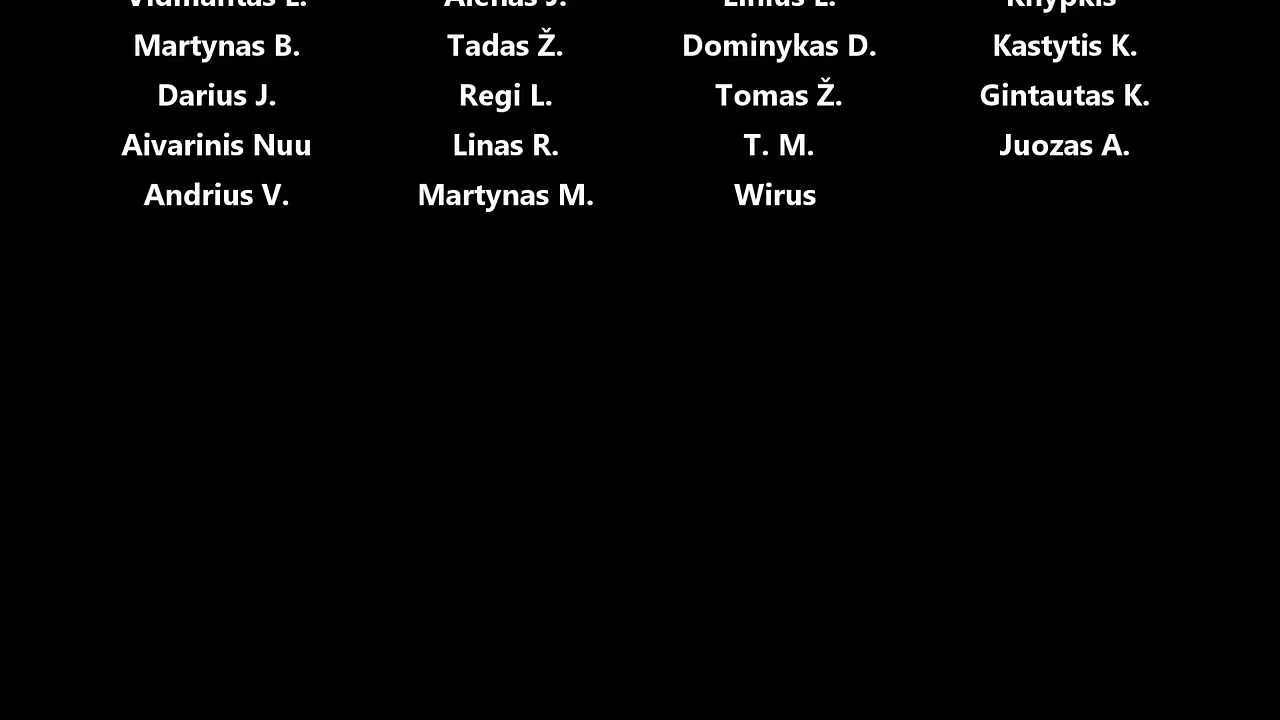 Martynas B. Tadas Ž. Dominykas D. Kastytis K.
Darius J. Regi L. Tomas Ž. Gintautas K.
Aivarinis Nuu Linas R. T. M. Juozas A.
Andrius V. Martynas M. Wirus